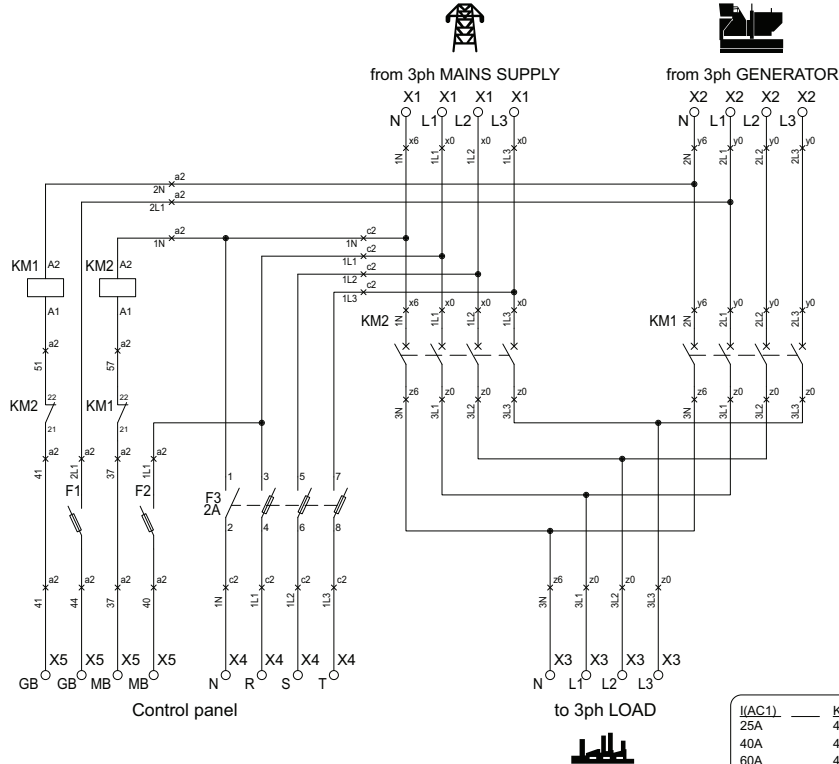 from 3ph MAINS SUPPLY
from 3ph GENERATOR
X1 X1 X1 X1
X2 X2 X2 X2
N L1 L2 L3
N L1 L2 L3
x6 x0 x0 x0
y6 y0 y0 y0
1N 1L1 1L2 1L3
2N 2L1 2L2 2L3
a2
2N
a2
2L1
a2
1N
c2
1N
c2
1L1
c2
1L2
c2
1L3
KM1 A2
KM2 A2
A1
A1
x6 x0 x0 x0
y6 y0 y0 y0
KM2
1N 1L1 1L2 1L3
KM1
2N 2L1 2L2 2L3
a2
51
a2
57
KM2 22
21
KM1 22
21
z6 z0 z0 z0
z6 z0 z0 z0
3N 3L1 3L2 3L3
3N 3L1 3L2 3L3
a2 a2 a2 a2
41 2L1 37 1L1
F1
F2
1 3 5 7
F3
2A
2 4 6 8
a2 a2 a2 a2
c2 c2 c2 c2
41 44 37 40
1N 1L1 1L2 1L3
z6 z0 z0 z0
3N 3L1 3L2 3L3
X5 X5 X5 X5
X4 X4 X4 X4
X3 X3 X3 X3
GB GB MB MB
N R S T
N L1 L2 L3
Control panel
to 3ph LOAD
I(AC1) K
25A 4
40A 4
60A 4